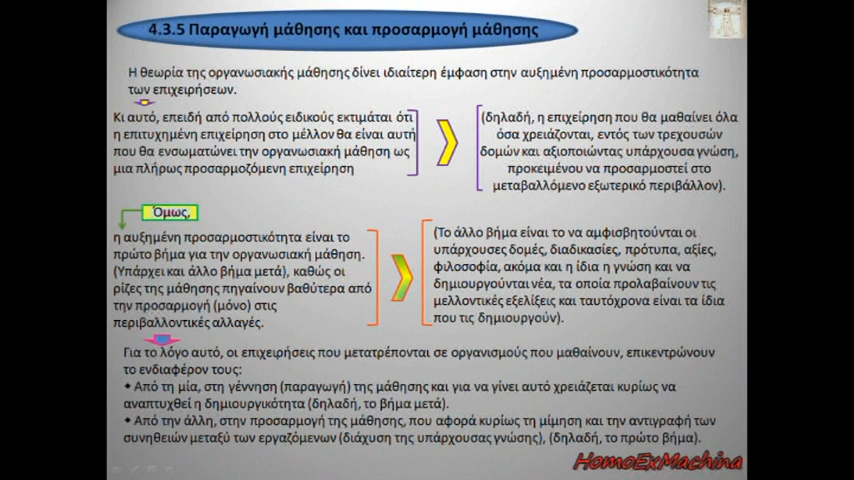 4.3.5 Παραγωγή μάθησης και προσαρμογή μάθησης
Η θεωρία της οργανωσιακής μάθησης δίνει ιδιαίτερη έμφαση στην αυξημένη προσαρμοστικότητα
των επιχειρήσεων.
Κι αυτό, επειδή από πολλούς ειδικούς εκτιμάται ότι
η επιτυχημένη επιχείρηση στο μέλλον θα είναι αυτή
που θα ενσωματώνει την οργανωσιακή μάθηση ως
μια πλήρως προσαρμοζόμενη επιχείρηση
(δηλαδή, η επιχείρηση που θα μαθαίνει όλα
όσα χρειάζονται, εντός των τρεχουσών
δομών και αξιοποιώντας υπάρχουσα γνώση,
προκειμένου να προσαρμοστεί στο
μεταβαλλόμενο εξωτερικό περιβάλλον).
Όμως,
η αυξημένη προσαρμοστικότητα είναι το
πρώτο βήμα για την οργανωσιακή μάθηση.
(Υπάρχει και άλλο βήμα μετά), καθώς οι
ρίζες της μάθησης πηγαίνουν βαθύτερα από
την προσαρμογή (μόνο) στις
περιβαλλοντικές αλλαγές.
(Το άλλο βήμα είναι το να αμφισβητούνται οι
υπάρχουσες δομές, διαδικασίες, πρότυπα, αξίες,
φιλοσοφία, ακόμα και η ίδια η γνώση και να
δημιουργούνται νέα, τα οποία προλαβαίνουν τις
μελλοντικές εξελίξεις και ταυτόχρονα είναι τα ίδια
που τις δημιουργούν).
Για το λόγο αυτό, οι επιχειρήσεις που μετατρέπονται σε οργανισμούς που μαθαίνουν, επικεντρώνουν
το ενδιαφέρον τους:
◆ Από τη μία, στη γέννηση (παραγωγή) της μάθησης και για να γίνει αυτό χρειάζεται κυρίως να
αναπτυχθεί η δημιουργικότητα (δηλαδή, το βήμα μετά).
◆ Από την άλλη, στην προσαρμογή της μάθησης, που αφορά κυρίως τη μίμηση και την αντιγραφή των
συνηθειών μεταξύ των εργαζόμενων (διάχυση της υπάρχουσας γνώσης), (δηλαδή, το πρώτο βήμα).
HomoExMachina